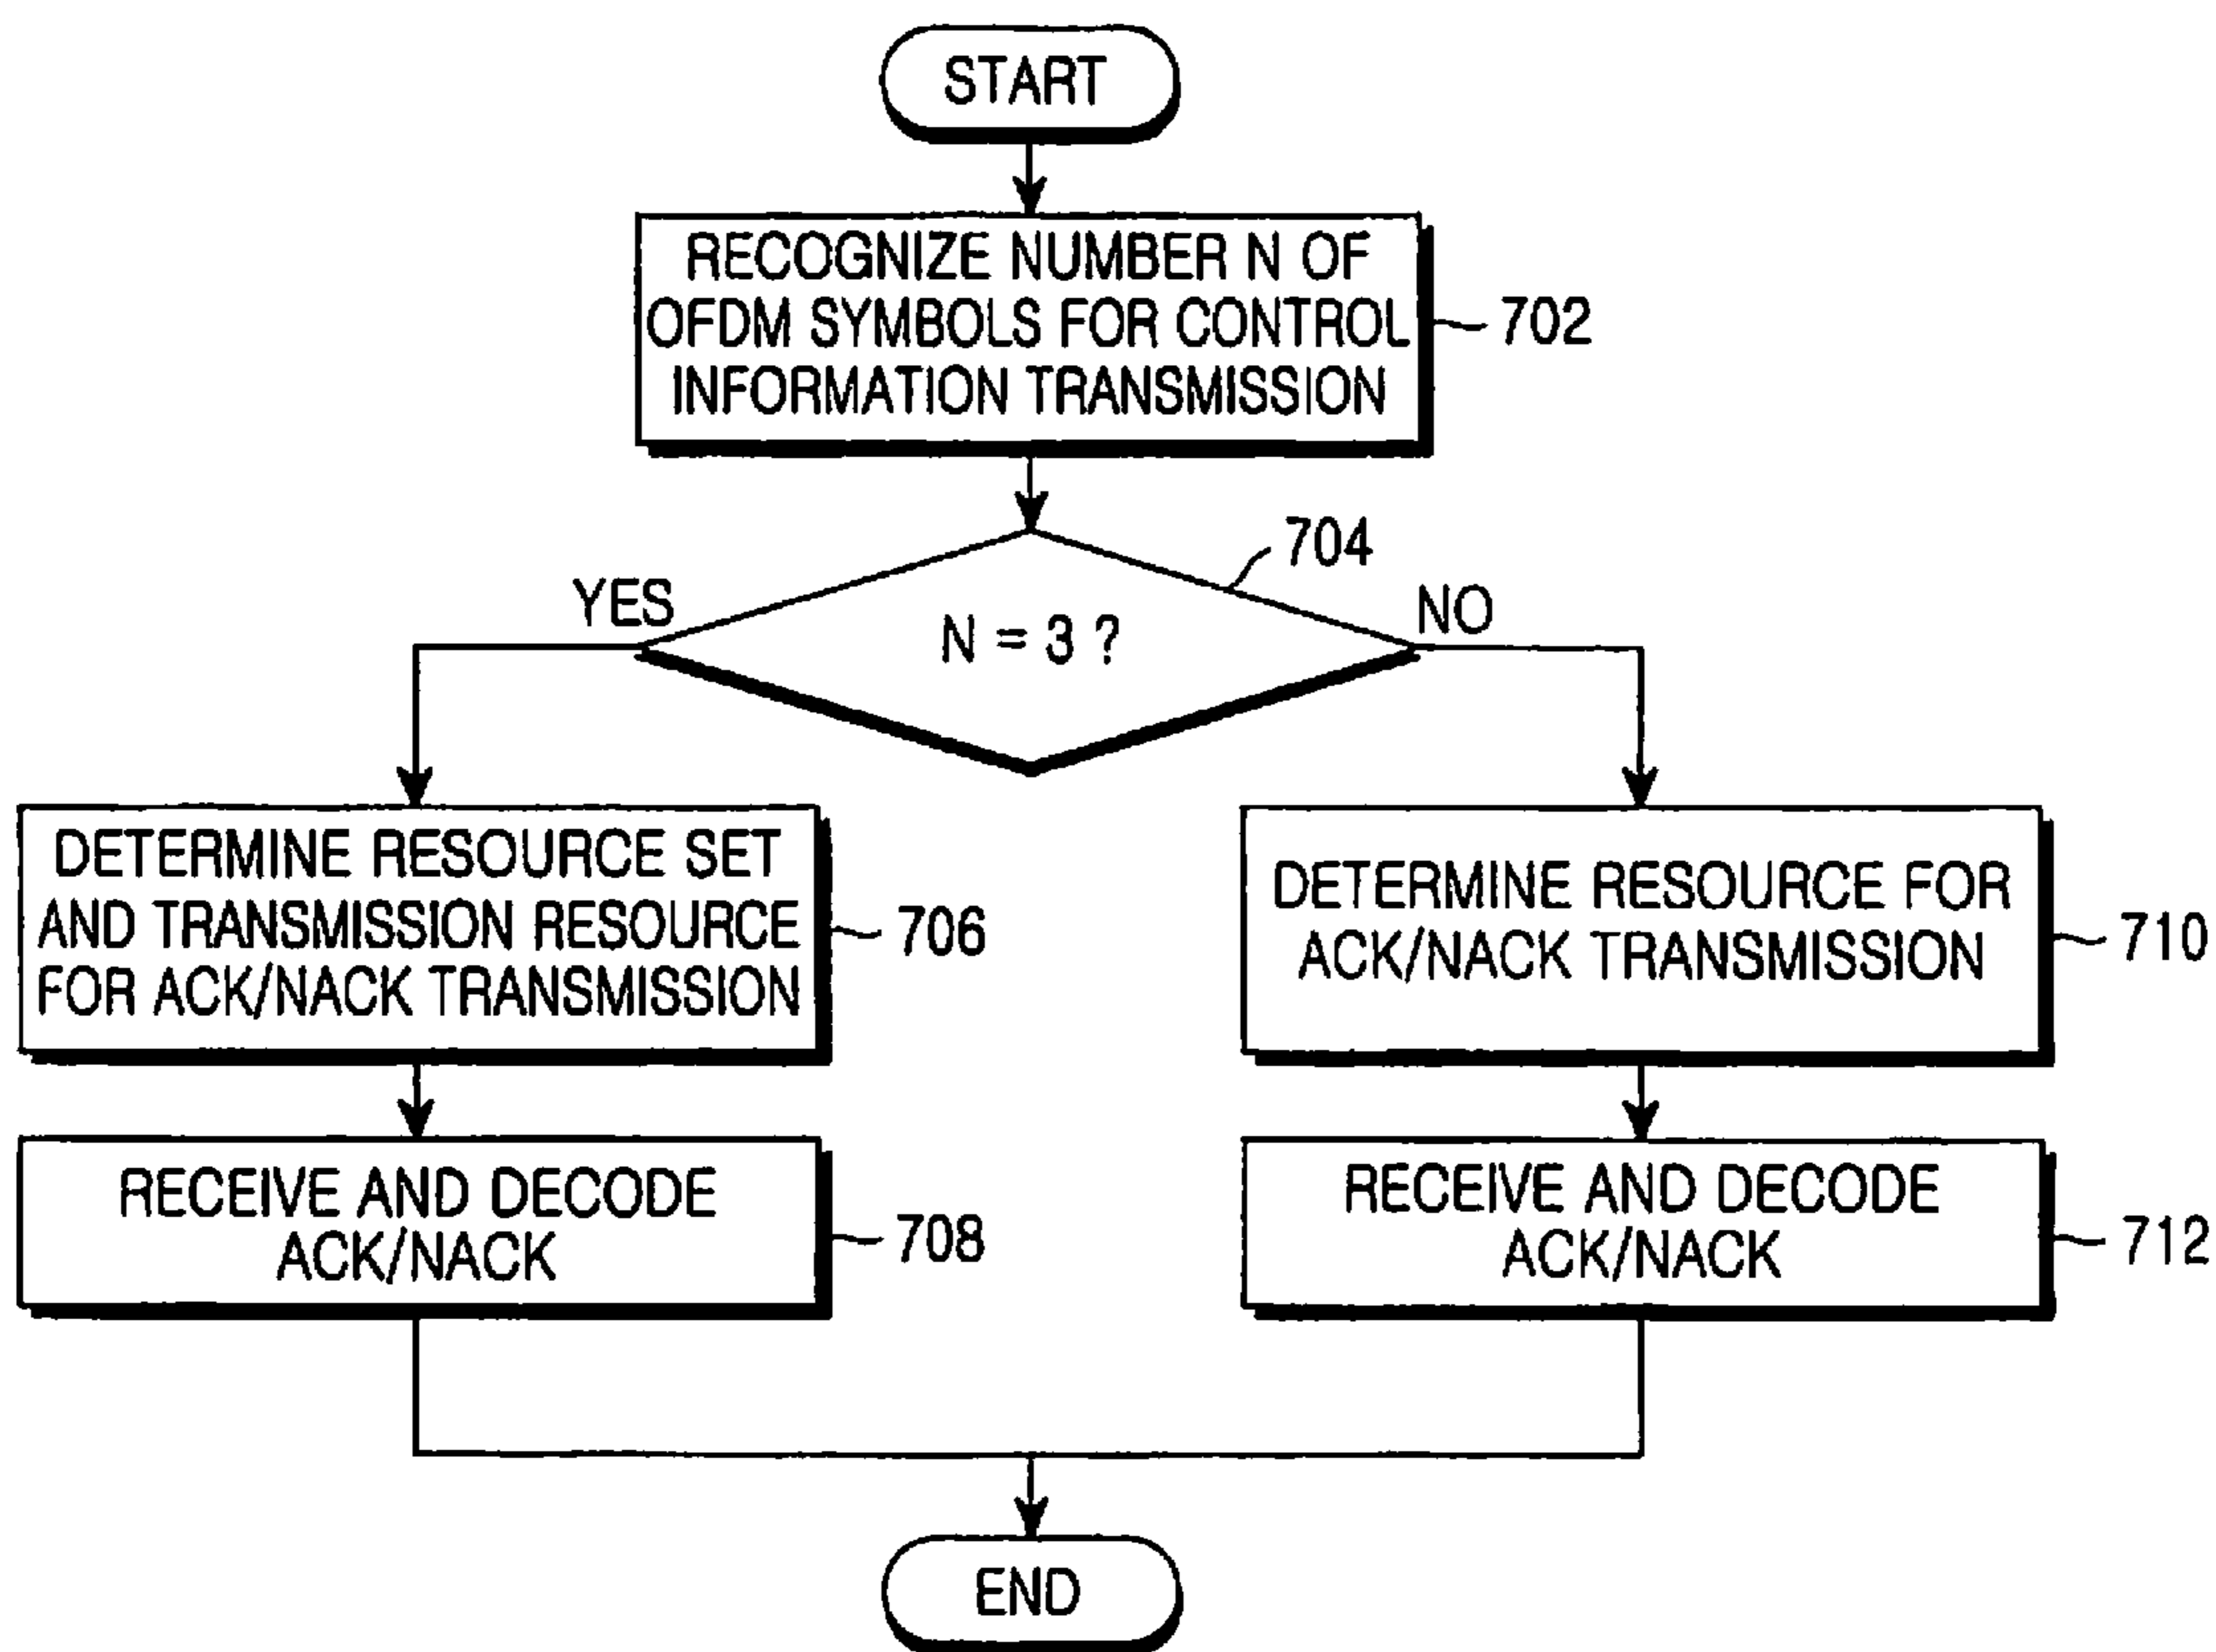 START
RECOGNIZE NUMBER N OF
OFDM SYMBOLS FOR CONTROL
INFORMATION TRANSMISSION
702
704
YES
N = 3 ?
NO
DETERMINE RESOURCE SET
AND TRANSMISSION RESOURCE
FOR ACK/NACK TRANSMISSION
706
DETERMINE RESOURCE FOR
ACK/NACK TRANSMISSION
710
RECEIVE AND DECODE
ACK/NACK
708
RECEIVE AND DECODE
ACK/NACK
712
END